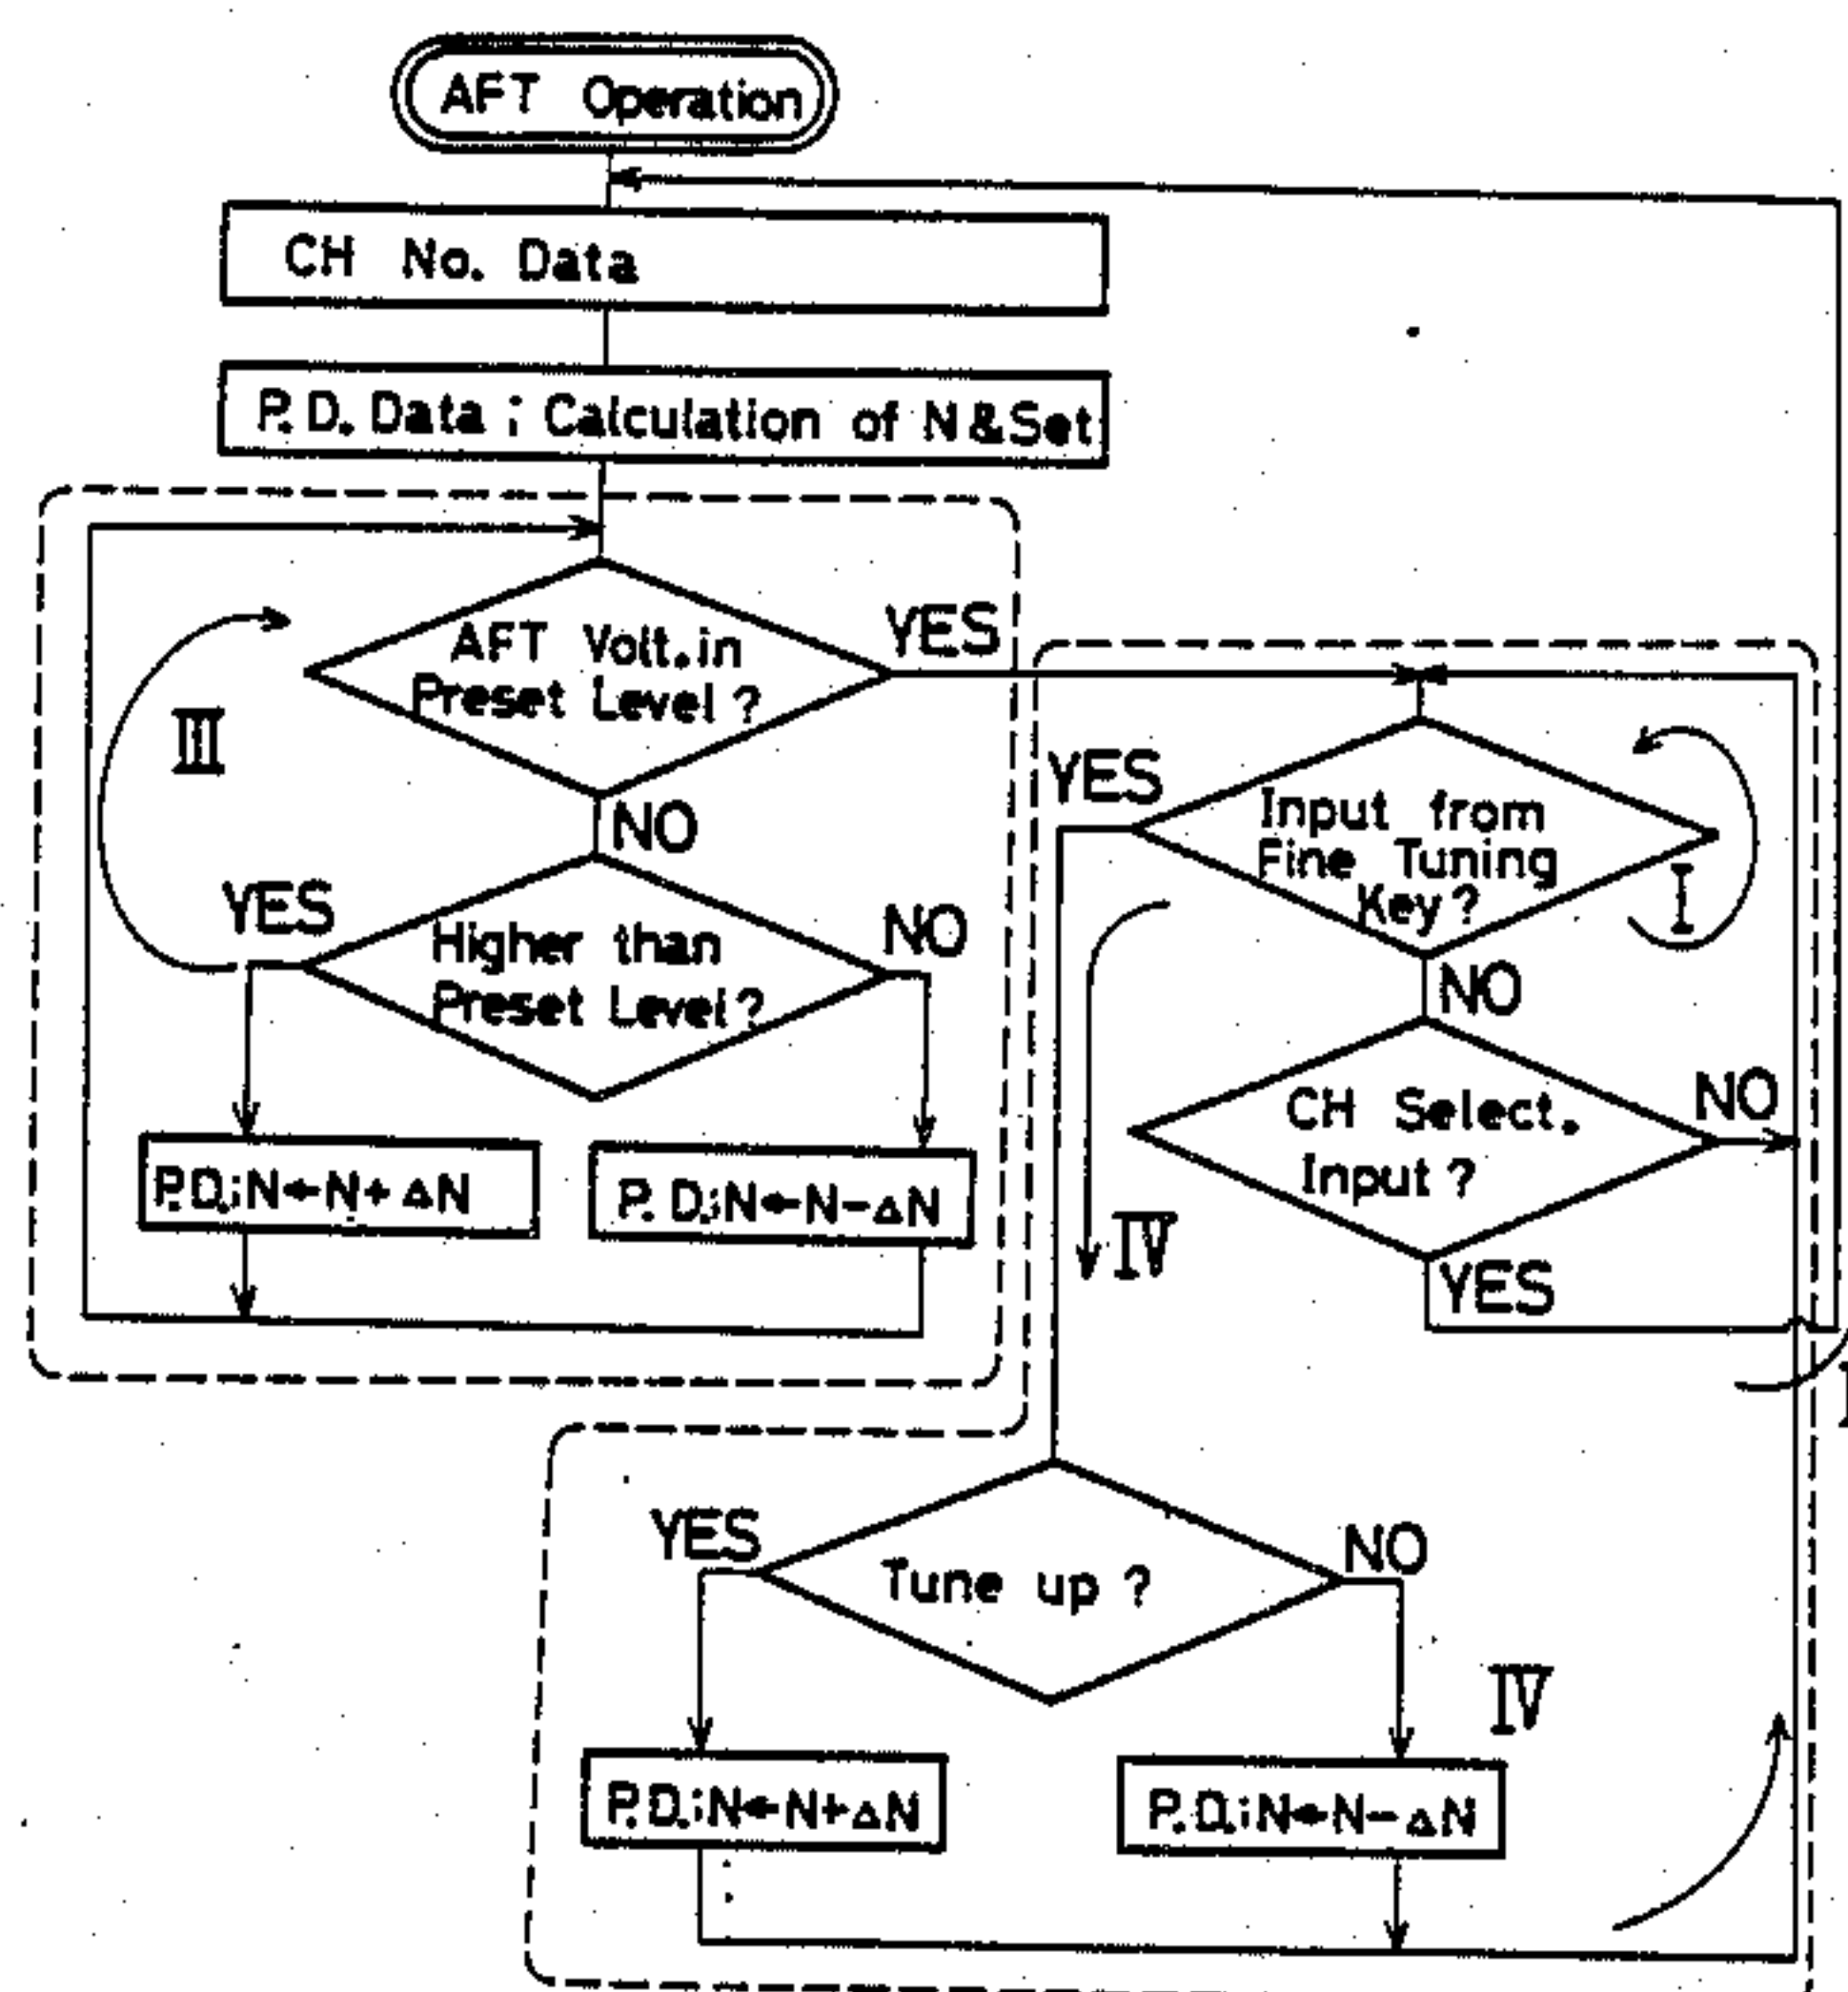 AFT Operation
CH No. Data
P.D. Data ; Calculation of N & Set
AFT Volt. in
Preset Level ?
YES
NO
III
Higher than
Preset Level ?
YES
NO
P.D.;N←N+ΔN
P.D.;N←N-ΔN
Input from
Fine Tuning
Key ?
YES
I
NO
CH Select.
Input ?
NO
YES
IV
Tune up ?
YES
NO
IV
P.D.;N←N+ΔN
P.D.;N←N-ΔN